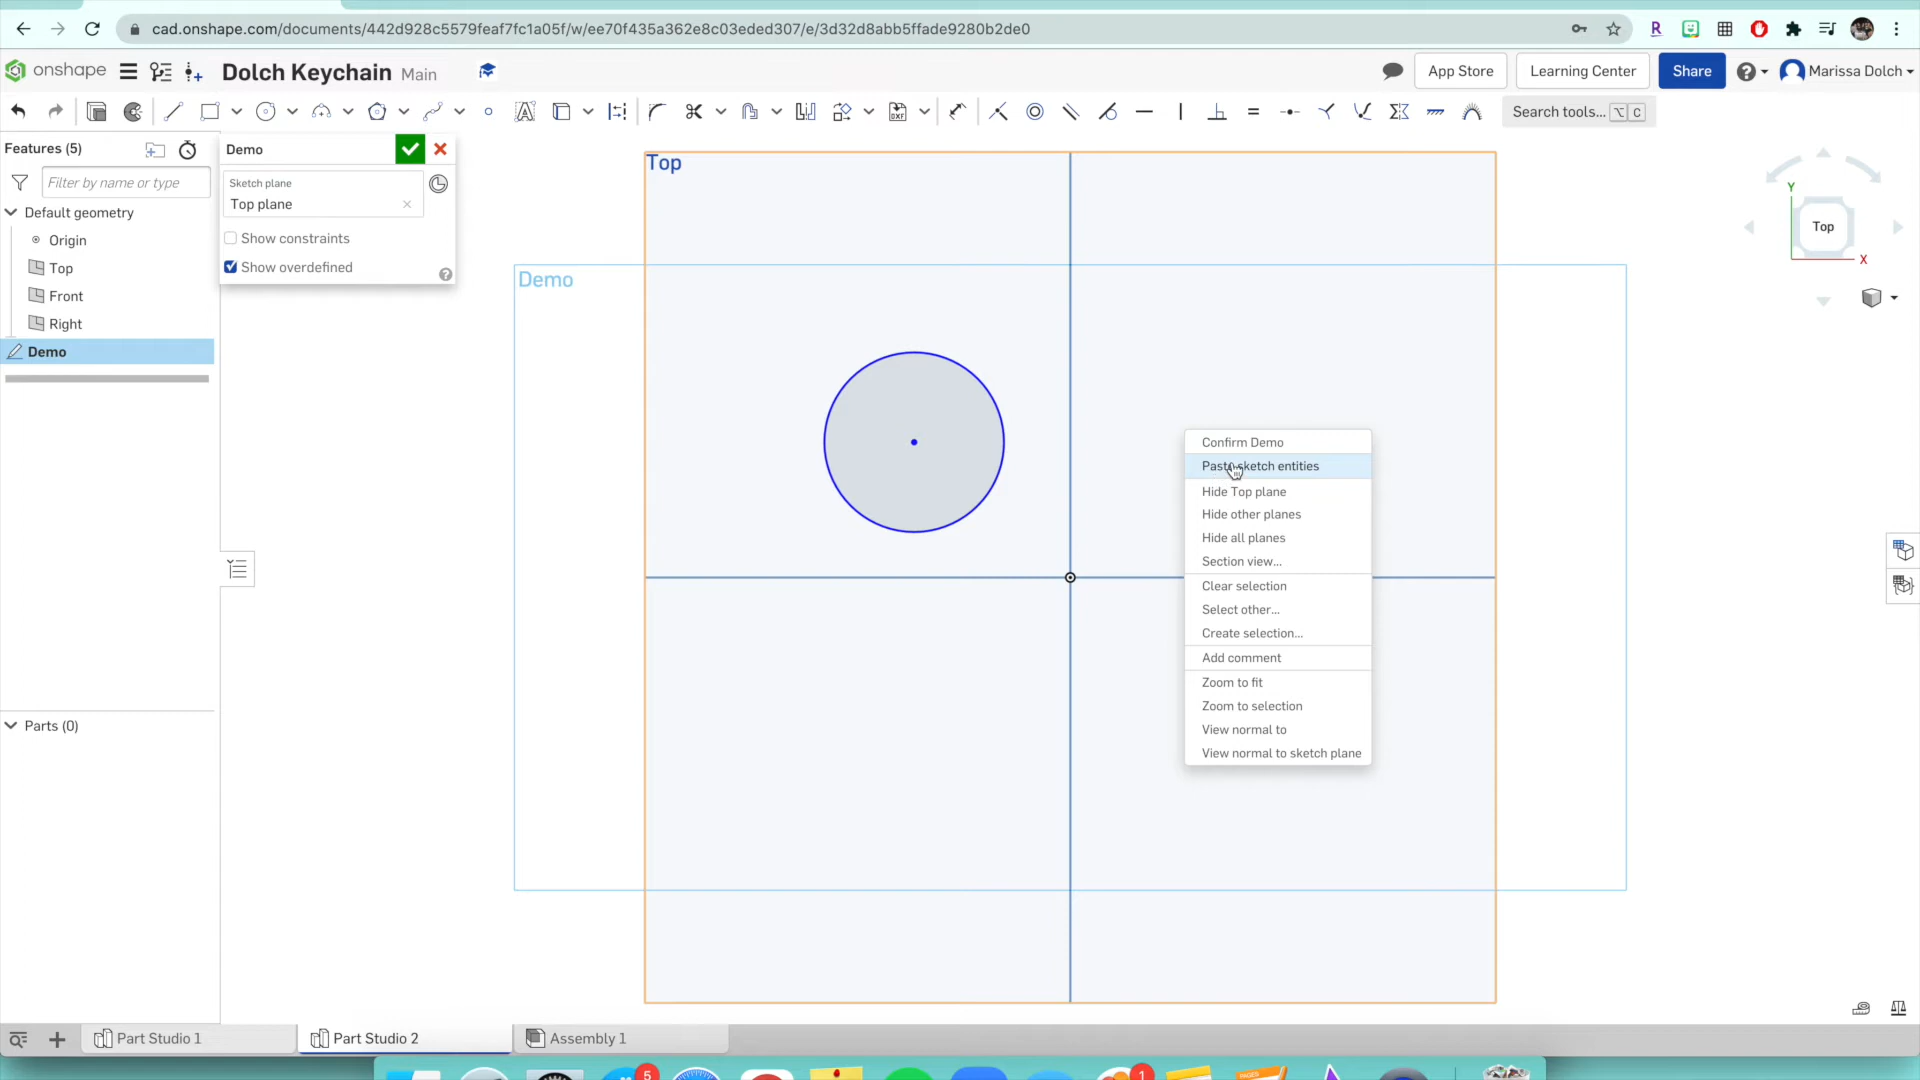 cad.onshape.com/documents/442d928c5579feaf7fc1a05f/w/ee70f435a362e8c03eded307/e/3d32d8abb5ffade9280b2de0
R
onshape
Dolch Keychain Main
App Store
Learning Center
Share
Marissa Dolch
DXF
Search tools... ⌥ C
Features (5)
Filter by name or type
Default geometry
Origin
Top
Front
Right
Demo
Parts (0)
Demo
Sketch plane
Top plane
Show constraints
Show overdefined
Top
Demo
Confirm Demo
Paste sketch entities
Hide Top plane
Hide other planes
Hide all planes
Section view...
Clear selection
Select other...
Create selection...
Add comment
Zoom to fit
Zoom to selection
View normal to
View normal to sketch plane
Y
Top
X
Part Studio 1
Part Studio 2
Assembly 1
5
1
PAGES